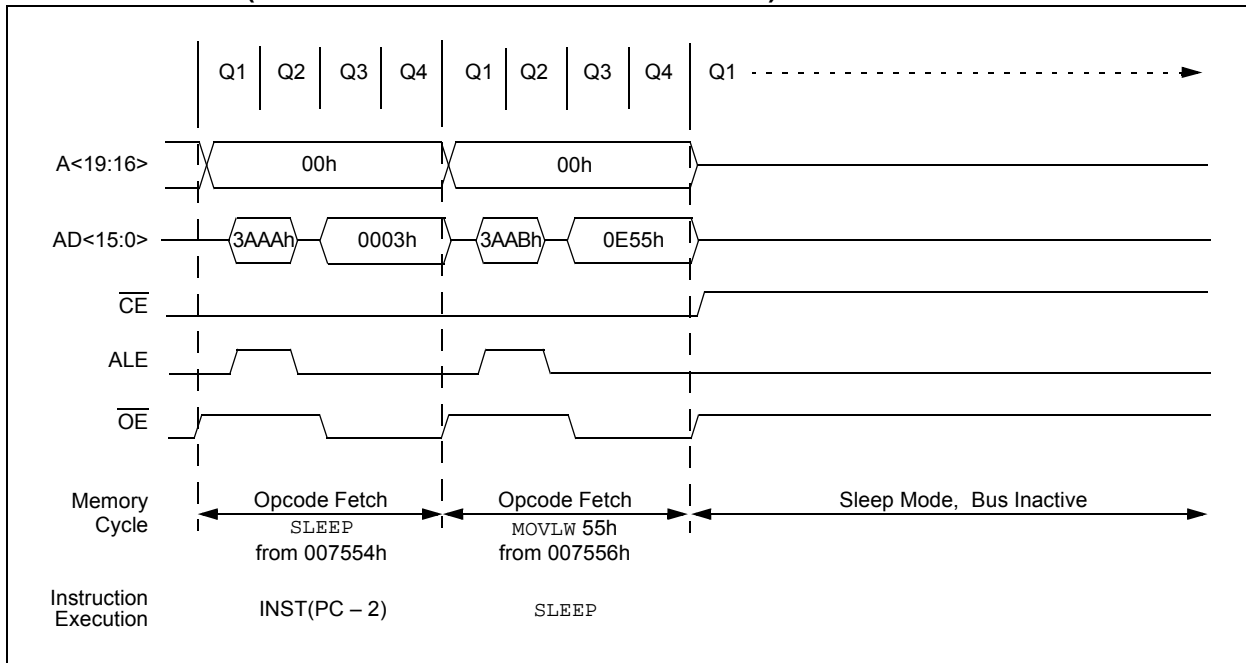 Q1 Q2 Q3 Q4 Q1 Q2 Q3 Q4 Q1
A<19:16> 00h 00h
AD<15:0> 3AAAh 0003h 3AABh 0E55h
CE
ALE
OE
Memory Cycle
Opcode Fetch
SLEEP
from 007554h
Opcode Fetch
MOVLW 55h
from 007556h
Sleep Mode, Bus Inactive
Instruction Execution
INST(PC – 2)
SLEEP